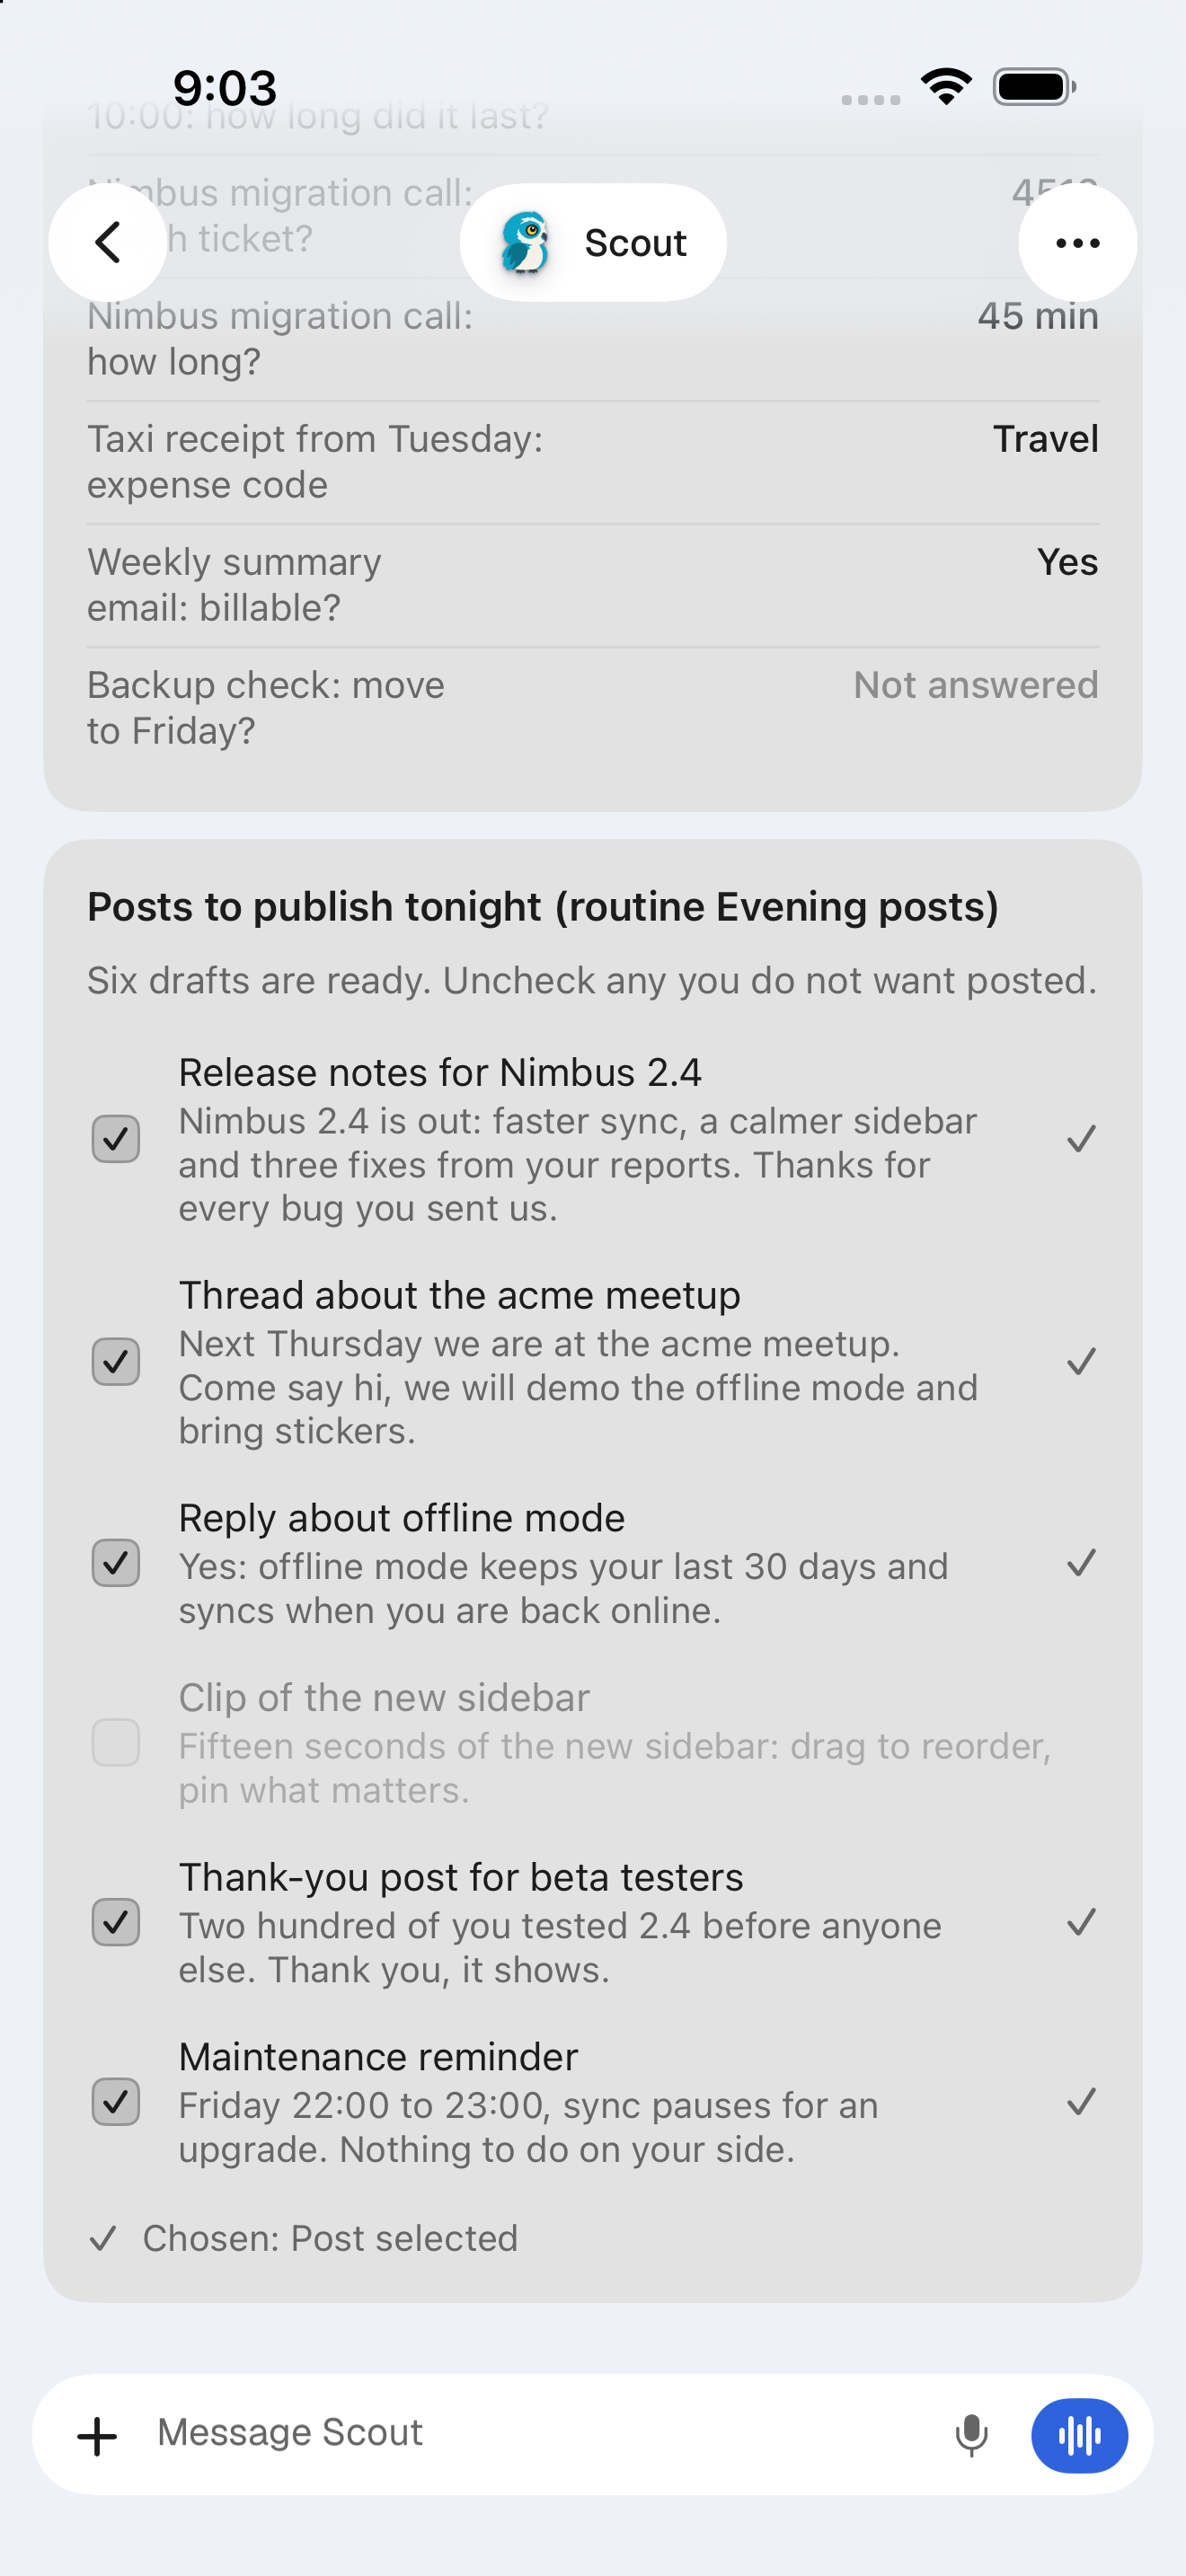 9:03
10:00: how long did it last?
Scout
Nimbus migration call:
ticket?
Nimbus migration call:
how long?
45 min
Taxi receipt from Tuesday:
expense code
Travel
Weekly summary
email: billable?
Yes
Backup check: move
to Friday?
Not answered
Posts to publish tonight (routine Evening posts)
Six drafts are ready. Uncheck any you do not want posted.
Release notes for Nimbus 2.4
Nimbus 2.4 is out: faster sync, a calmer sidebar
and three fixes from your reports. Thanks for
every bug you sent us.
Thread about the acme meetup
Next Thursday we are at the acme meetup.
Come say hi, we will demo the offline mode and
bring stickers.
Reply about offline mode
Yes: offline mode keeps your last 30 days and
syncs when you are back online.
Clip of the new sidebar
Fifteen seconds of the new sidebar: drag to reorder,
pin what matters.
Thank-you post for beta testers
Two hundred of you tested 2.4 before anyone
else. Thank you, it shows.
Maintenance reminder
Friday 22:00 to 23:00, sync pauses for an
upgrade. Nothing to do on your side.
Chosen: Post selected
Message Scout